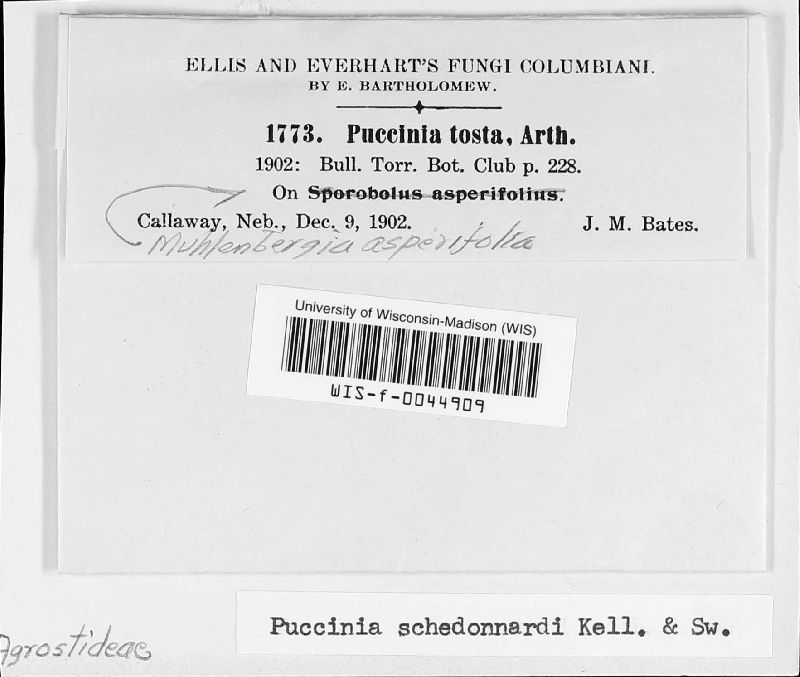 ELLIS AND EVERHART'S FUNGI COLUMBIANI.
BY E. BARTHOLOMEW.
1773. Puccinia tosta, Arth.
1902: Bull. Torr. Bot. Club p. 228.
On Sporobolus asperifolius.
Callaway, Neb., Dec. 9, 1902. J. M. Bates.
Muhlenbergia asperifolia
University of Wisconsin-Madison (WIS)
WIS-f-0044909
Puccinia schedonnardi Kell. & Sw.
Agrostideae